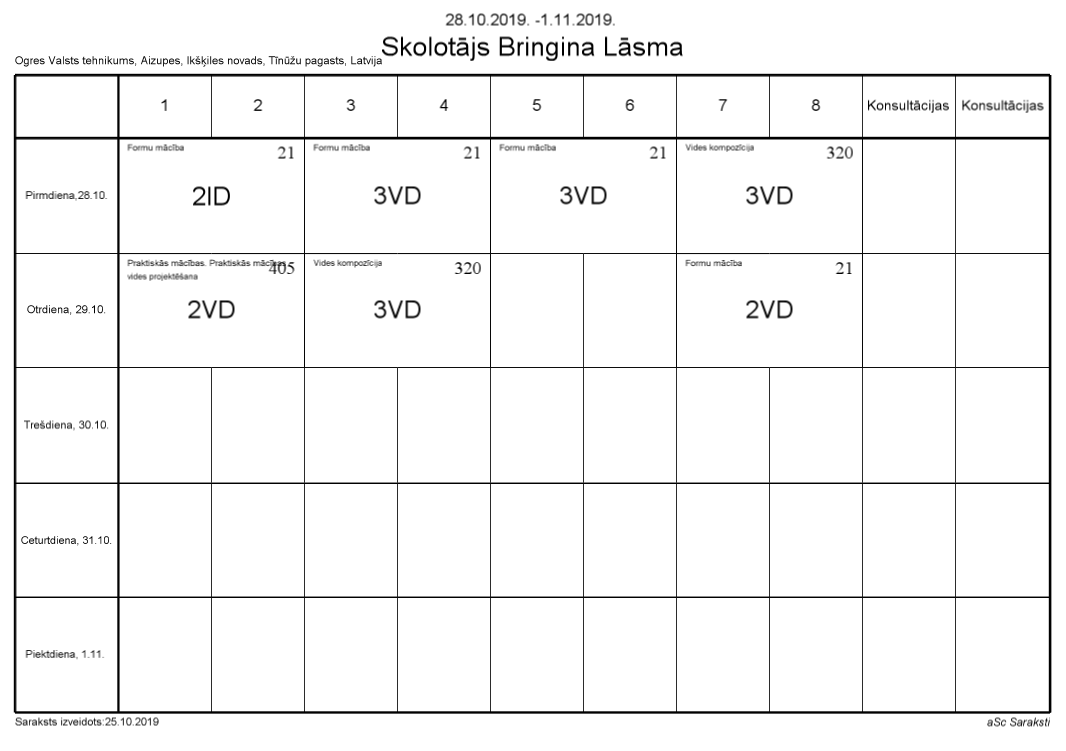 28.10.2019. -1.11.2019.
Skolotājs Bringina Lāsma
Ogres Valsts tehnikums, Aizupes, Ikšķiles novads, Tīnūžu pagasts, Latvija
1 2 3 4 5 6 7 8 Konsultācijas Konsultācijas
Pirmdiena,28.10.
Formu mācība 21
2ID
Formu mācība 21
3VD
Formu mācība 21
3VD
Vides kompozīcija 320
3VD
Otrdiena, 29.10.
Praktiskās mācības. Praktiskās mācības 405
vides projektēšana
2VD
Vides kompozīcija 320
3VD
Formu mācība 21
2VD
Trešdiena, 30.10.
Ceturtdiena, 31.10.
Piektdiena, 1.11.
Saraksts izveidots:25.10.2019
aSc Saraksti